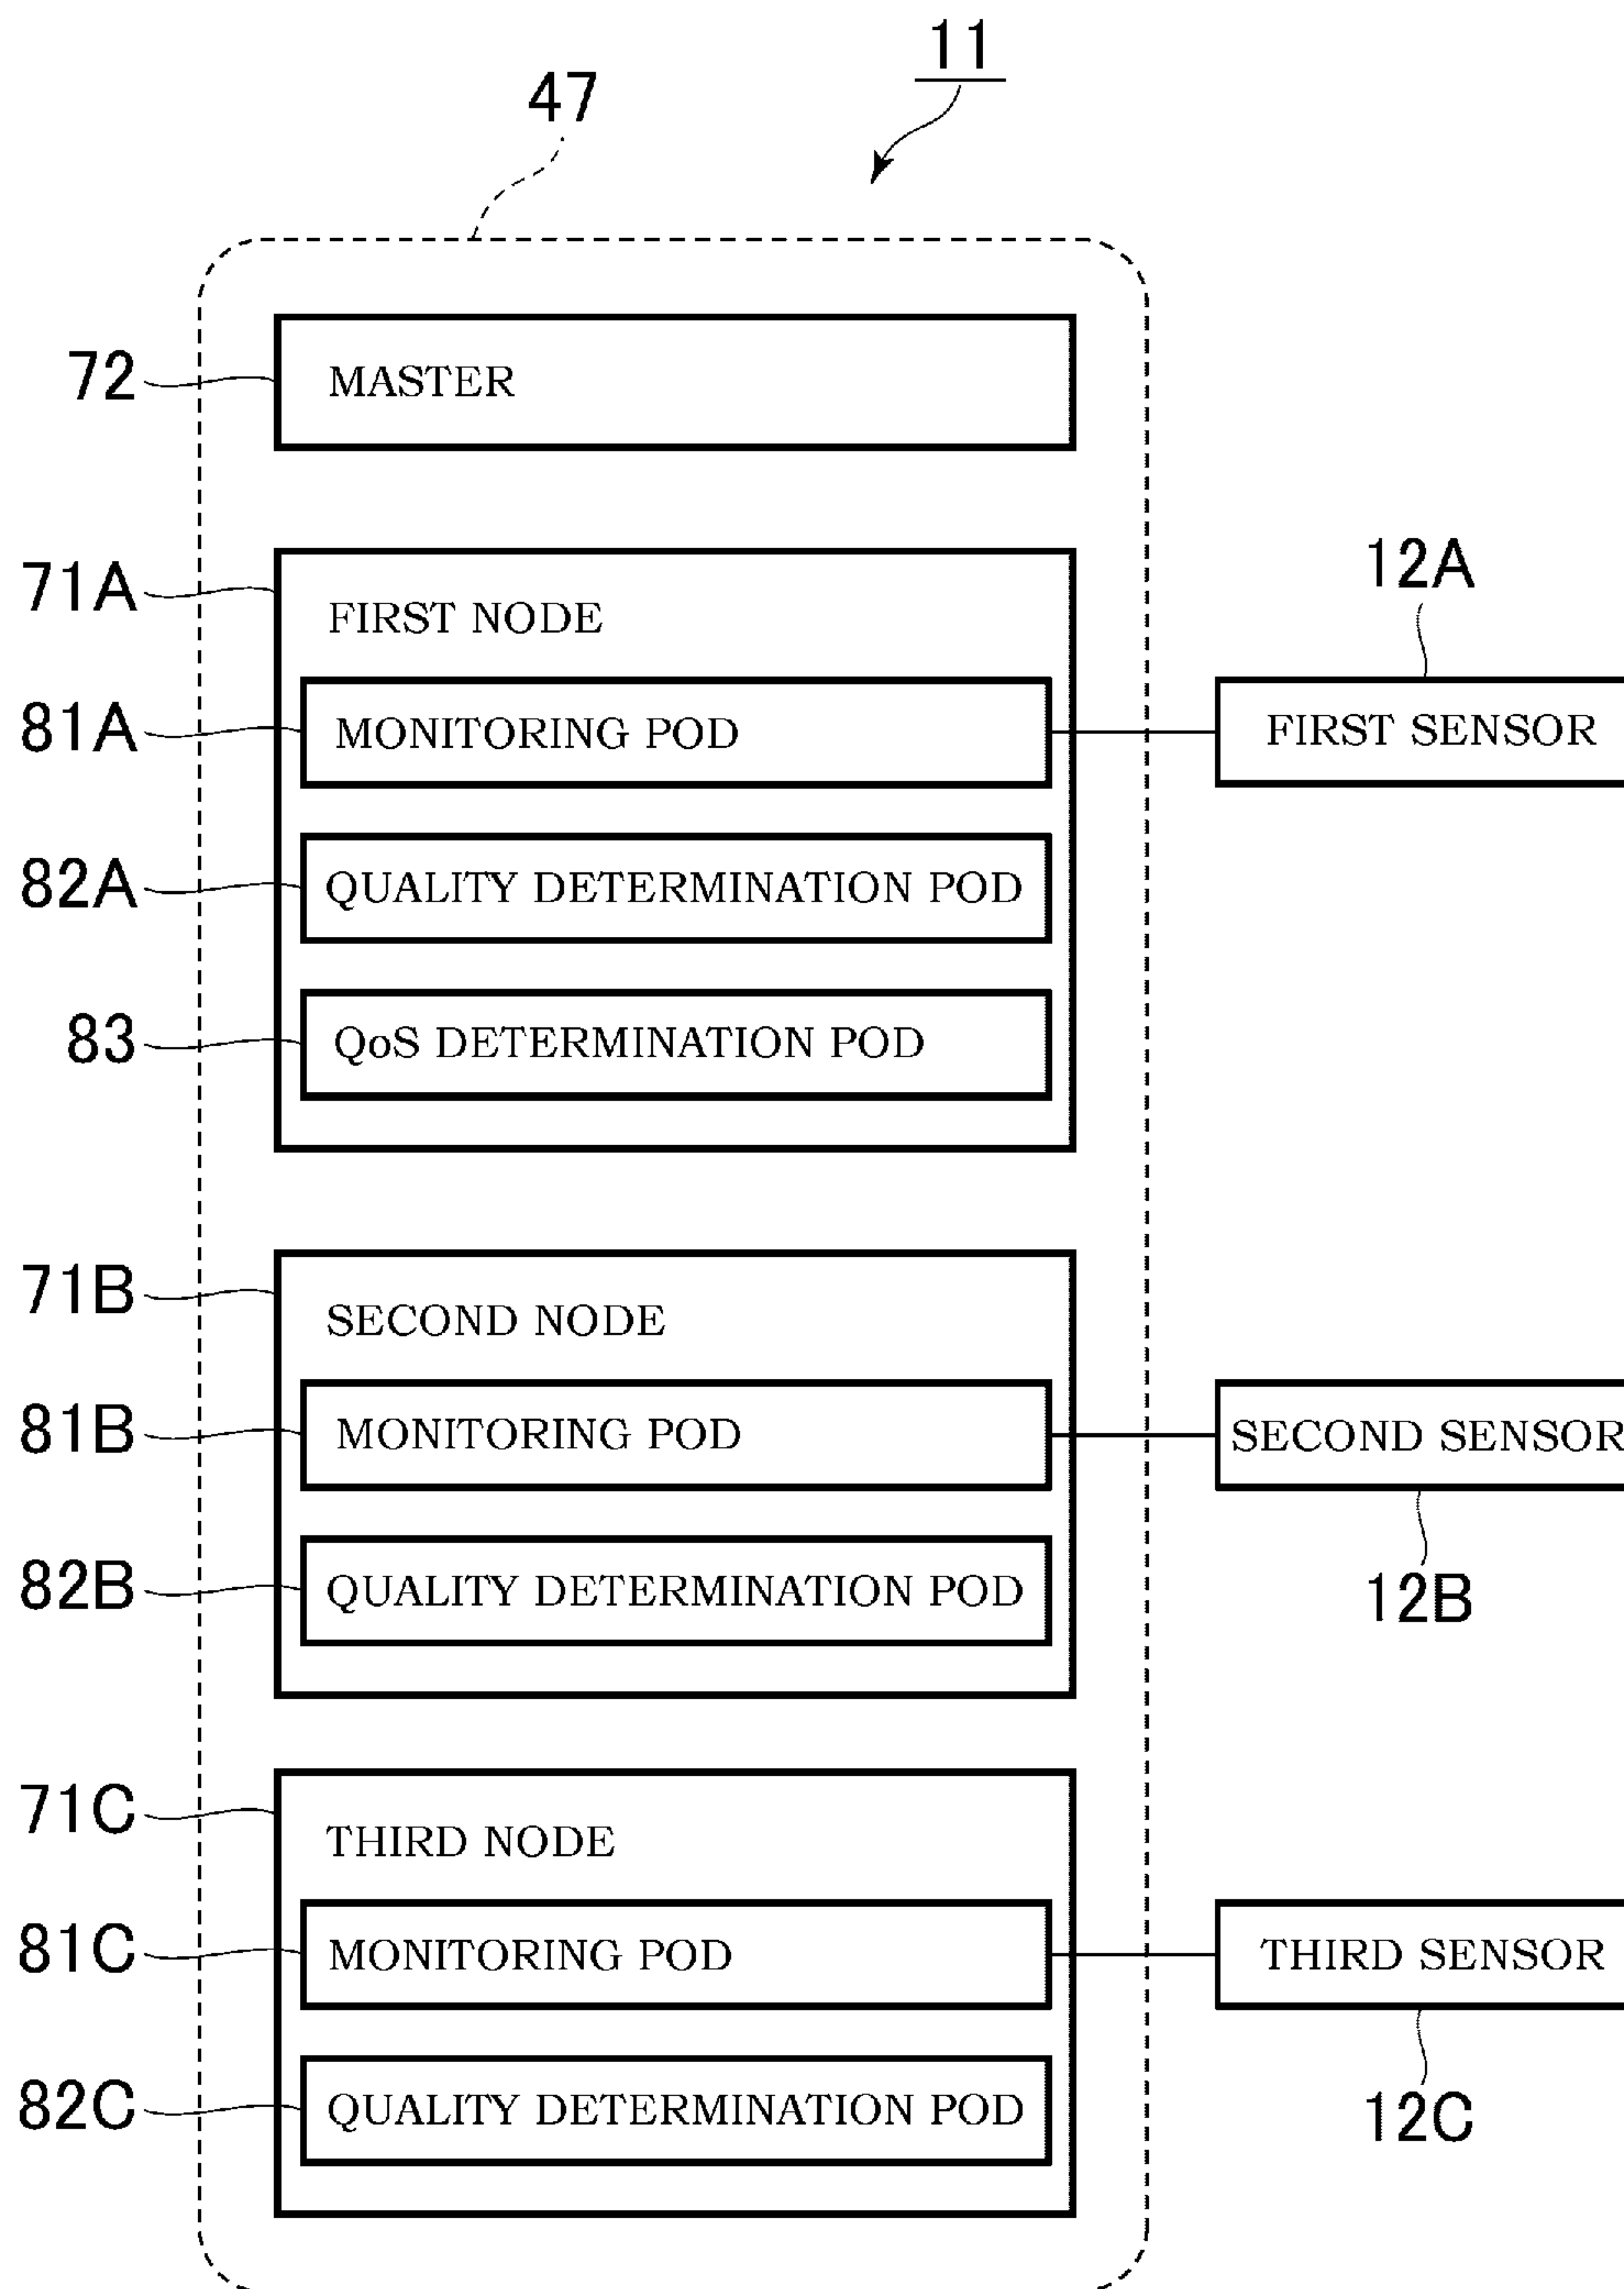 11
47
72
MASTER
71A
FIRST NODE
12A
81A
MONITORING POD
FIRST SENSOR
82A
QUALITY DETERMINATION POD
83
QoS DETERMINATION POD
71B
SECOND NODE
81B
MONITORING POD
SECOND SENSOR
82B
QUALITY DETERMINATION POD
12B
71C
THIRD NODE
81C
MONITORING POD
THIRD SENSOR
82C
QUALITY DETERMINATION POD
12C